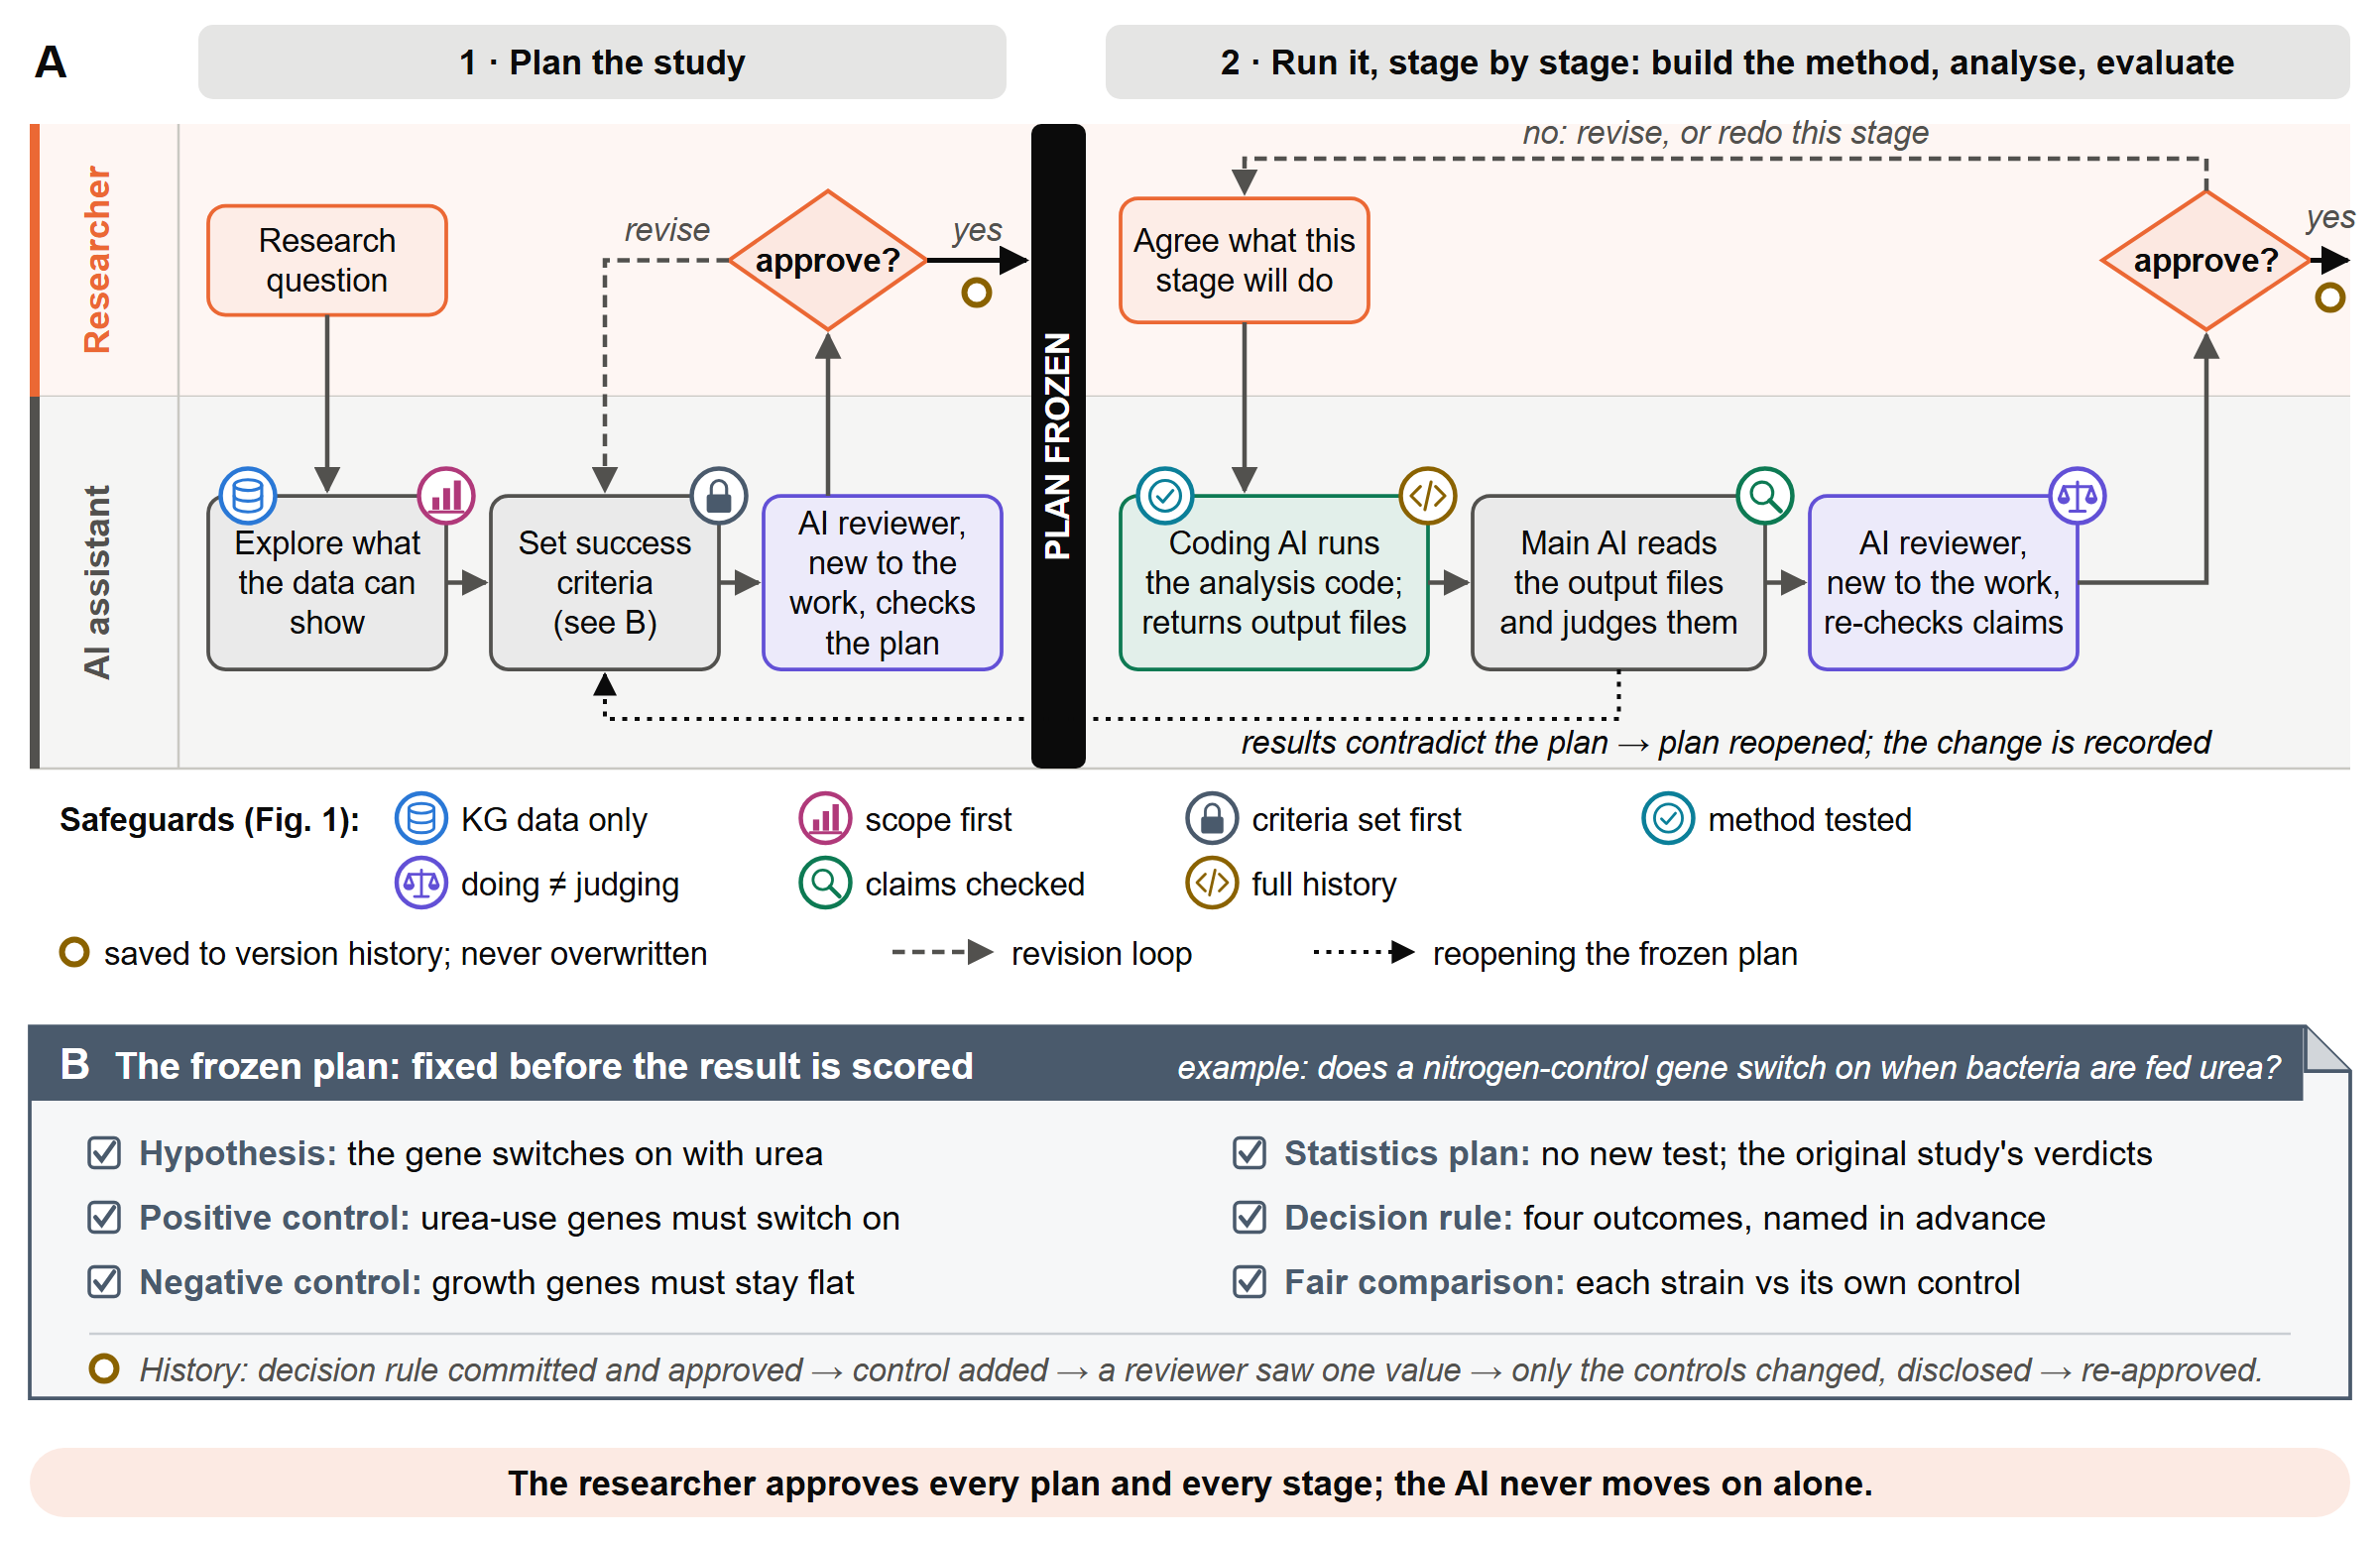 A
1 · Plan the study
2 · Run it, stage by stage: build the method, analyse, evaluate
Researcher
no: revise, or redo this stage
Research
question
revise
approve?
yes
Agree what this
stage will do
approve?
yes
PLAN FROZEN
AI assistant
Explore what
the data can
show
Set success
criteria
(see B)
AI reviewer,
new to the
work, checks
the plan
Coding AI runs
the analysis code;
returns output files
Main AI reads
the output files
and judges them
AI reviewer,
new to the work,
re-checks claims
results contradict the plan → plan reopened; the change is recorded
Safeguards (Fig. 1):
KG data only
scope first
criteria set first
method tested
doing ≠ judging
claims checked
full history
saved to version history; never overwritten
revision loop
reopening the frozen plan
B The frozen plan: fixed before the result is scored
example: does a nitrogen-control gene switch on when bacteria are fed urea?
Hypothesis: the gene switches on with urea
Positive control: urea-use genes must switch on
Negative control: growth genes must stay flat
Statistics plan: no new test; the original study's verdicts
Decision rule: four outcomes, named in advance
Fair comparison: each strain vs its own control
History: decision rule committed and approved → control added → a reviewer saw one value → only the controls changed, disclosed → re-approved.
The researcher approves every plan and every stage; the AI never moves on alone.